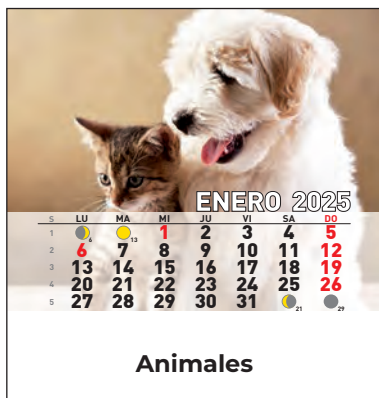 ENERO 2025
S LU MA MI JU VI SA DO
1 6 13 1 2 3 4 5
2 6 7 8 9 10 11 12
3 13 14 15 16 17 18 19
4 20 21 22 23 24 25 26
5 27 28 29 30 31 21 29
Animales